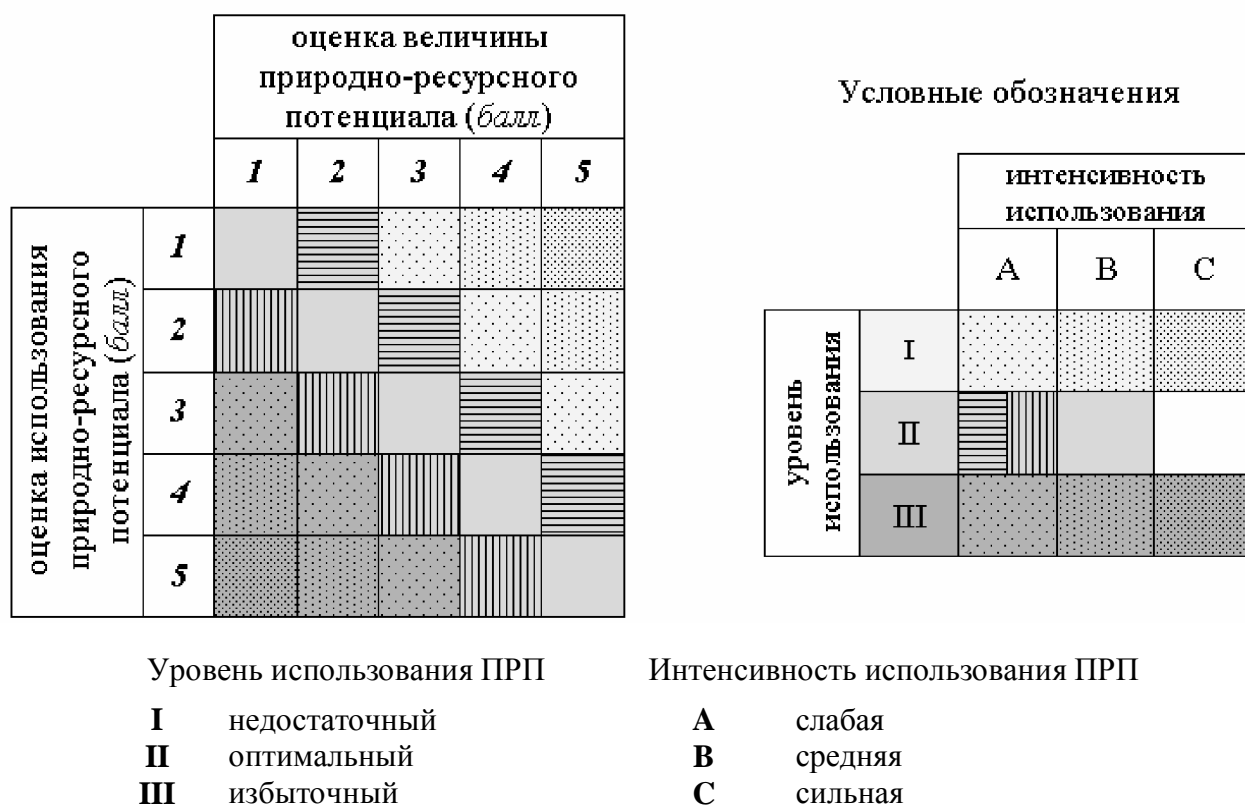 оценка величины
природно-ресурсного
потенциала (балл)
1 2 3 4 5
оценка использования
природно-ресурсного
потенциала (балл)
1
2
3
4
5
Условные обозначения
интенсивность
использования
A B C
уровень
использования
I
II
III
Уровень использования ПРП
I недостаточный
II оптимальный
III избыточный
Интенсивность использования ПРП
A слабая
B средняя
C сильная